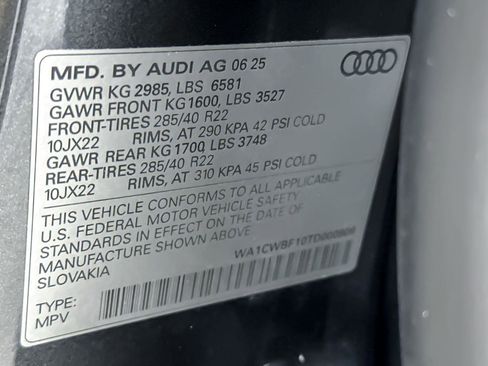 MFD. BY AUDI AG 06 25
GVWR KG 2985, LBS 6581
GAWR FRONT KG1600, LBS 3527
FRONT-TIRES 285/40 R22
10JX22 RIMS, AT 290 KPA 42 PSI COLD
GAWR REAR KG1700, LBS 3748
REAR-TIRES 285/40 R22
10JX22 RIMS, AT 310 KPA 45 PSI COLD
THIS VEHICLE CONFORMS TO ALL APPLICABLE
U.S. FEDERAL MOTOR VEHICLE SAFETY
STANDARDS IN EFFECT ON THE DATE OF
MANUFACTURE SHOWN ABOVE
SLOVAKIA
TYPE:
MPV